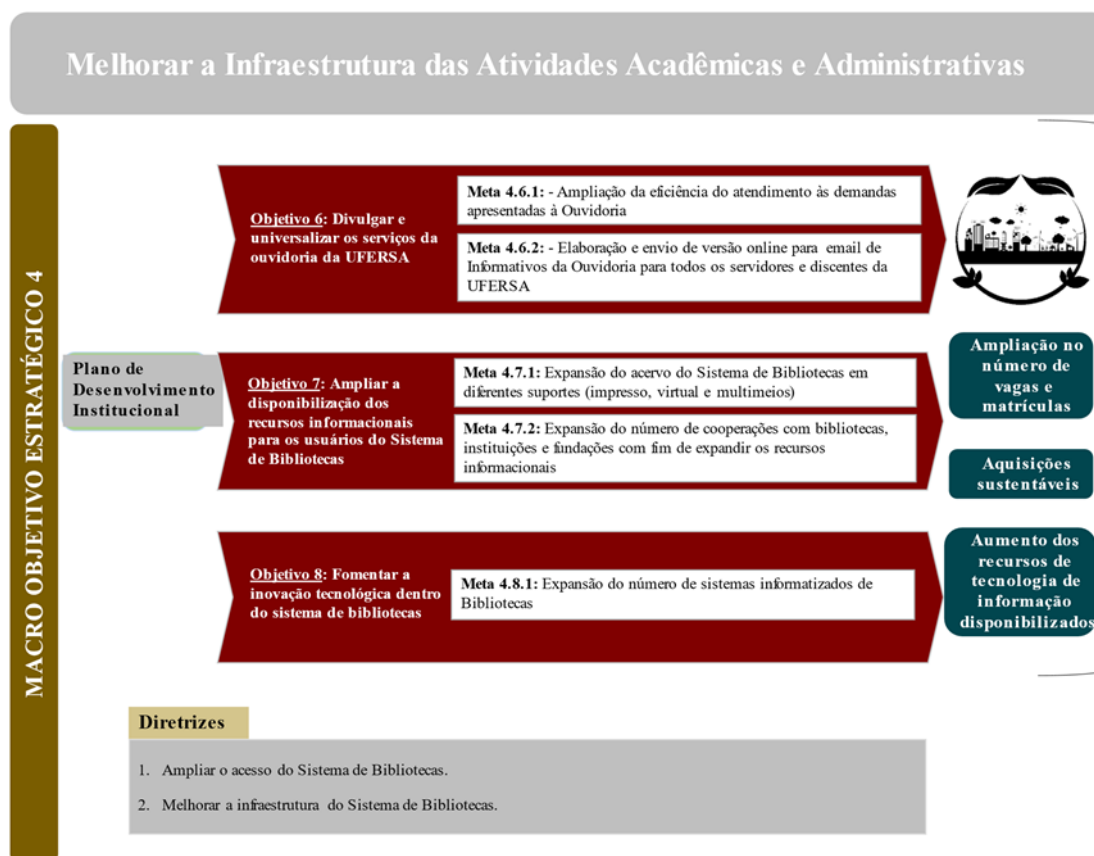 Melhorar a Infraestrutura das Atividades Acadêmicas e Administrativas
MACRO OBJETIVO ESTRATÉGICO 4
Plano de
Desenvolvimento
Institucional
Objetivo 6: Divulgar e
universalizar os serviços da
ouvidoria da UFERSA
Meta 4.6.1: - Ampliação da eficiência do atendimento às demandas
apresentadas à Ouvidoria
Meta 4.6.2: - Elaboração e envio de versão online para email de
Informativos da Ouvidoria para todos os servidores e discentes da
UFERSA
Objetivo 7: Ampliar a
disponibilização dos
recursos informacionais
para os usuários do Sistema
de Bibliotecas
Meta 4.7.1: Expansão do acervo do Sistema de Bibliotecas em
diferentes suportes (impresso, virtual e multimeios)
Meta 4.7.2: Expansão do número de cooperações com bibliotecas,
instituições e fundações com fim de expandir os recursos
informacionais
Ampliação no
número de
vagas e
matrículas
Aquisições
sustentáveis
Objetivo 8: Fomentar a
inovação tecnológica dentro
do sistema de bibliotecas
Meta 4.8.1: Expansão do número de sistemas informatizados de
Bibliotecas
Aumento dos
recursos de
tecnologia de
informação
disponibilizados
Diretrizes
1. Ampliar o acesso do Sistema de Bibliotecas.
2. Melhorar a infraestrutura do Sistema de Bibliotecas.